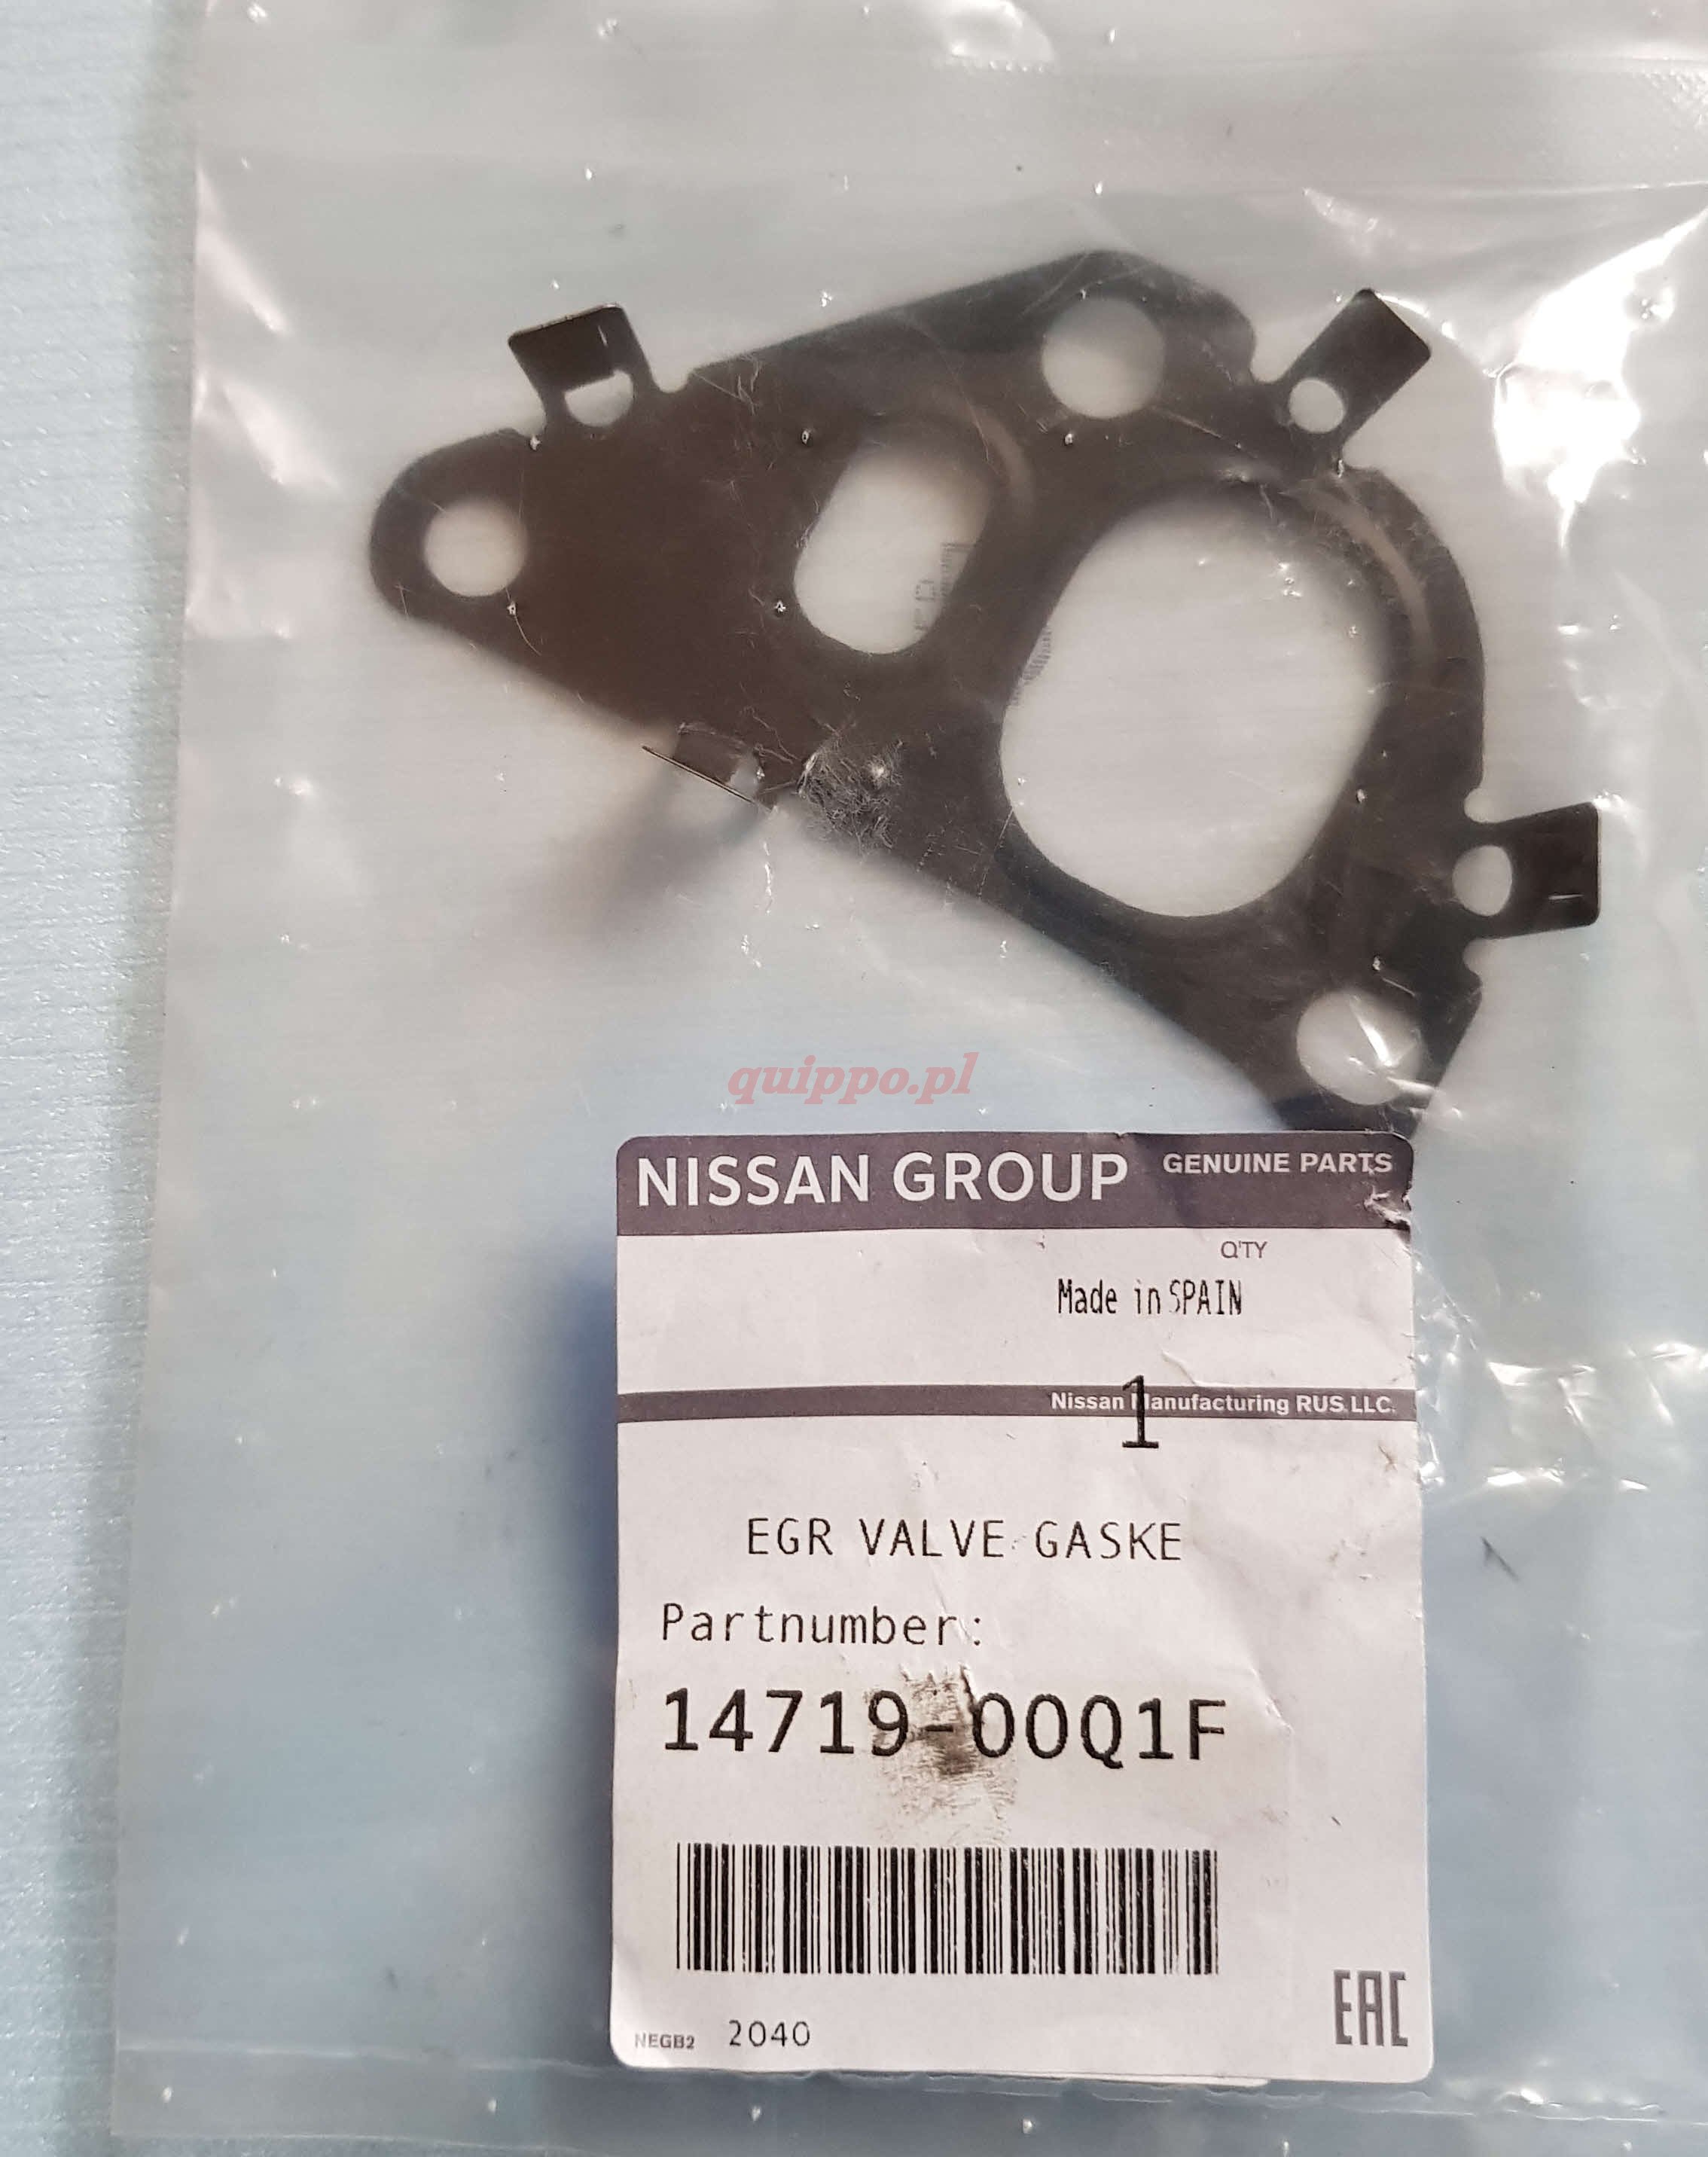 quippo.pl
NISSAN GROUP GENUINE PARTS
Q'TY
Made in SPAIN
Nissan Manufacturing RUS LLC.
1
EGR VALVE GASKE
Partnumber:
14719-00Q1F
NEGB2 2040
EAC